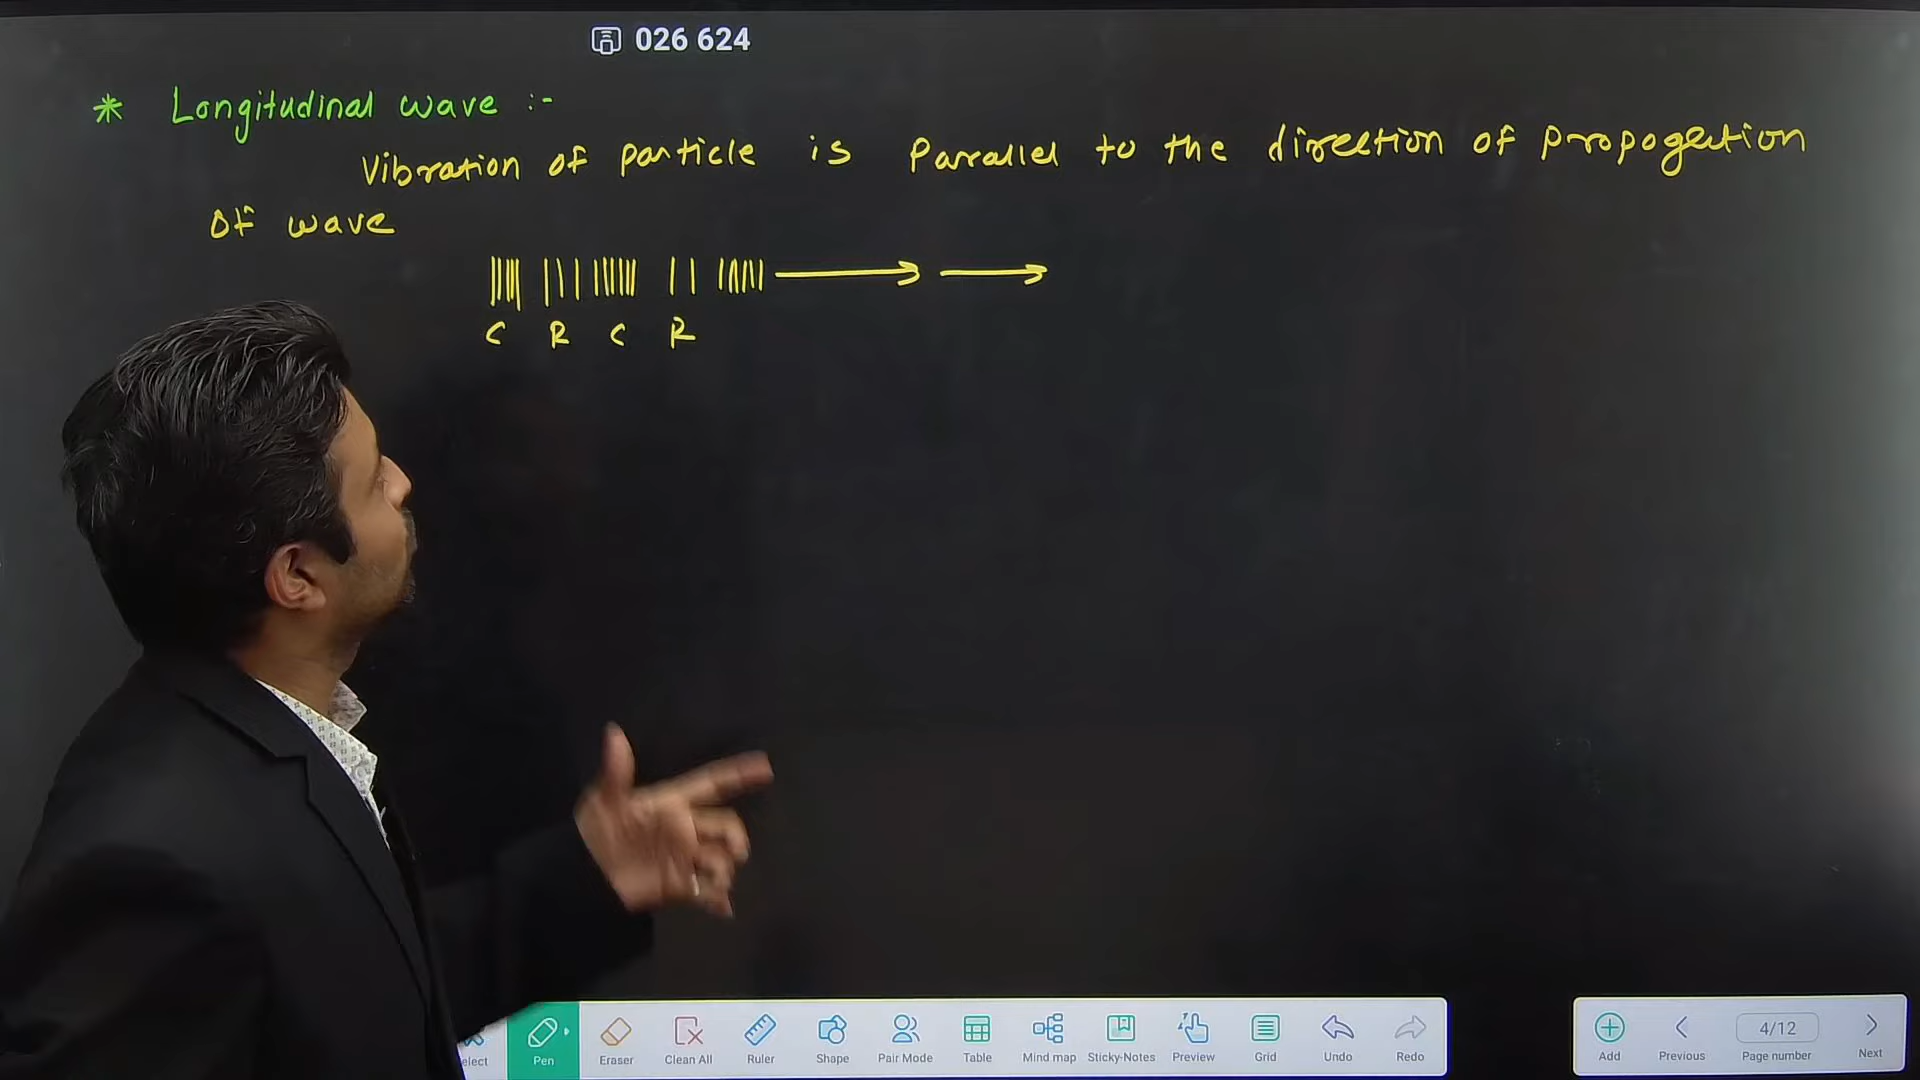 026 624
* Longitudinal wave :-
Vibration of particle is Parallel to the direction of propogation
of wave
C R C R
elect Pen Eraser Clean All Ruler Shape Pair Mode Table Mind map Sticky-Notes Preview Grid Undo Redo
4/12
Add Previous Page number Next